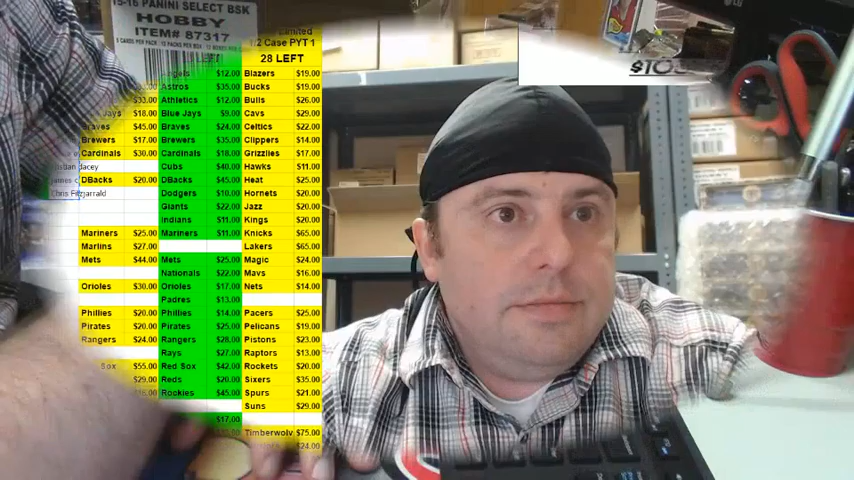 15-16 PANINI SELECT BSK
HOBBY
ITEM# 87317
Limited
1/2 Case PYT 1
28 LEFT
$12.00 Blazers $19.00
Astros $35.00 Bucks $19.00
$33.00 Athletics $12.00 Bulls $26.00
Jays $18.00 Blue Jays $9.00 Cavs $29.00
Braves $45.00 Braves $24.00 Celtics $22.00
Brewers $17.00 Brewers $35.00 Clippers $14.00
Cardinals $30.00 Cardinals $18.00 Grizzlies $17.00
dacey Cubs $40.00 Hawks $11.00
DBacks $20.00 DBacks $45.00 Heat $25.00
Chris Fitzjarrald Dodgers $10.00 Hornets $20.00
Giants $22.00 Jazz $20.00
Indians $11.00 Kings $20.00
Mariners $25.00 Mariners $11.00 Knicks $65.00
Marlins $27.00 Lakers $65.00
Mets $44.00 Mets $25.00 Magic $24.00
Nationals $22.00 Mavs $16.00
Orioles $30.00 Orioles $17.00 Nets $14.00
Padres $13.00
Phillies $20.00 Phillies $14.00 Pacers $25.00
Pirates $20.00 Pirates $25.00 Pelicans $19.00
Rangers $24.00 Rangers $28.00 Pistons $23.00
Rays $27.00 Raptors $13.00
Sox $55.00 Red Sox $42.00 Rockets $20.00
$29.00 Reds $20.00 Sixers $35.00
Rockies $45.00 Spurs $21.00
Suns $29.00
$17.00
Timberwolv $75.00
$24.00